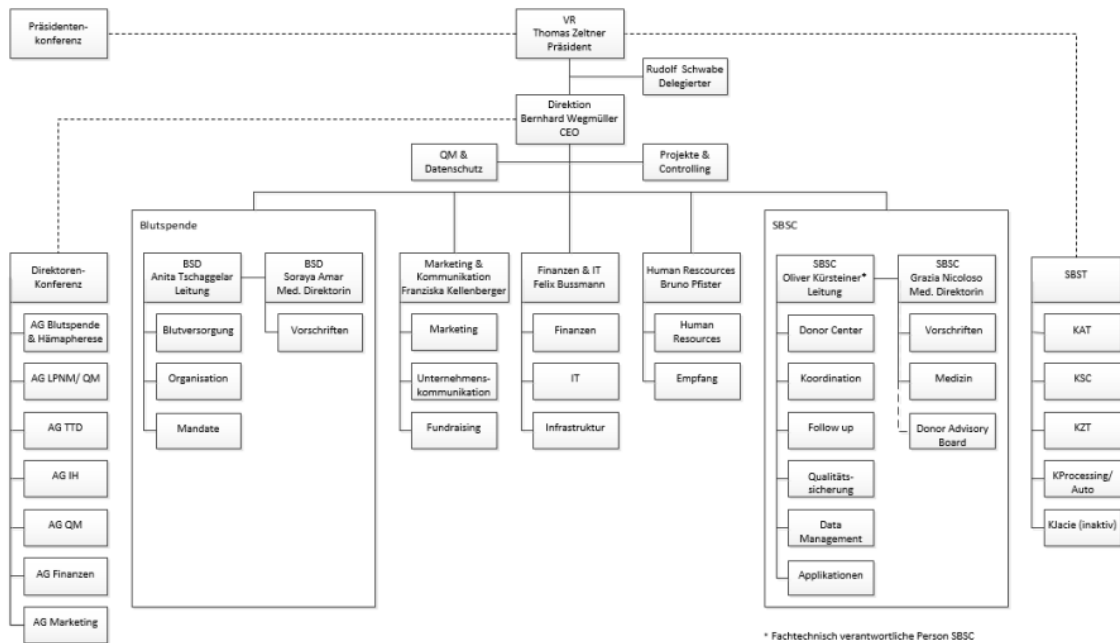 Präsidenten-
konferenz
VR
Thomas Zeltner
Präsident
Rudolf Schwabe
Delegierter
Direktion
Bernhard Wegmüller
CEO
QM &
Datenschutz
Projekte &
Controlling
Direktoren-
Konferenz
AG Blutspende
& Hämapherese
AG LPNM/ QM
AG TTD
AG IH
AG QM
AG Finanzen
AG Marketing
Blutspende
BSD
Anita Tschaggelar
Leitung
Blutversorgung
Organisation
Mandate
BSD
Soraya Amar
Med. Direktorin
Vorschriften
Marketing &
Kommunikation
Franziska Kellenberger
Marketing
Unternehmens-
kommunikation
Fundraising
Finanzen & IT
Felix Bussmann
Finanzen
IT
Infrastruktur
Human Rescources
Bruno Pfister
Human
Resources
Empfang
SBSC
SBSC
Oliver Kürsteiner*
Leitung
Donor Center
Koordination
Follow up
Qualitäts-
sicherung
Data
Management
Applikationen
SBSC
Grazia Nicoloso
Med. Direktorin
Vorschriften
Medizin
Donor Advisory
Board
SBST
KAT
KSC
KZT
KProcessing/
Auto
KJacie (inaktiv)
* Fachtechnisch verantwortliche Person SBSC